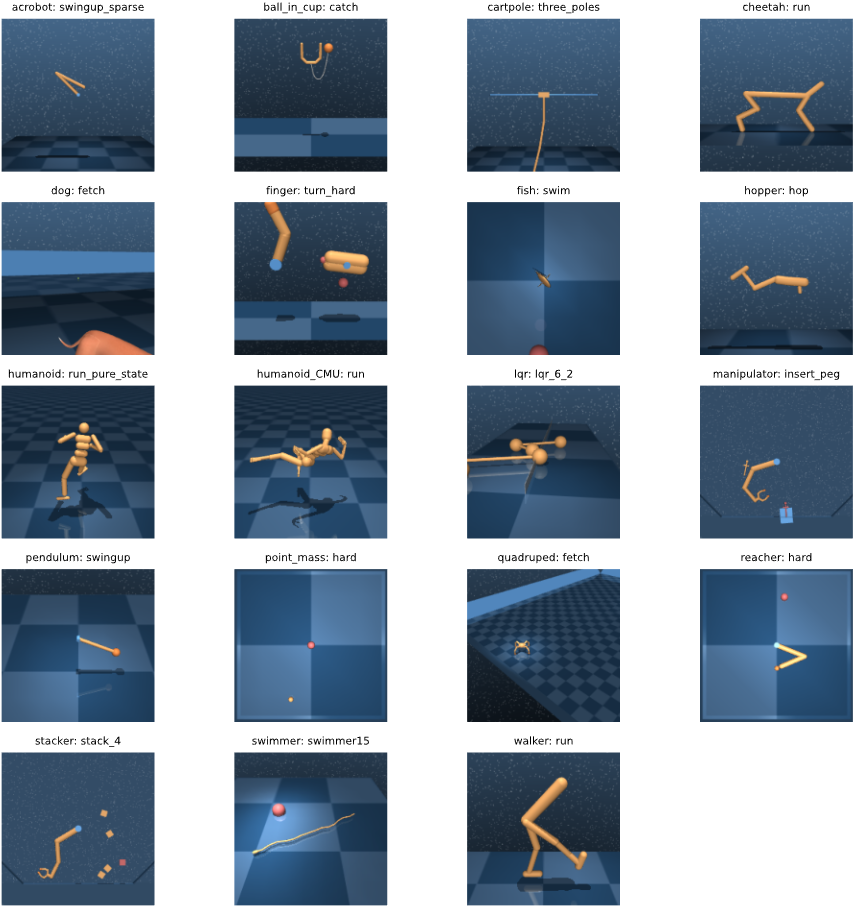 acrobot: swingup_sparse
ball_in_cup: catch
cartpole: three_poles
cheetah: run
dog: fetch
finger: turn_hard
fish: swim
hopper: hop
humanoid: run_pure_state
humanoid_CMU: run
lqr: lqr_6_2
manipulator: insert_peg
pendulum: swingup
point_mass: hard
quadruped: fetch
reacher: hard
stacker: stack_4
swimmer: swimmer15
walker: run